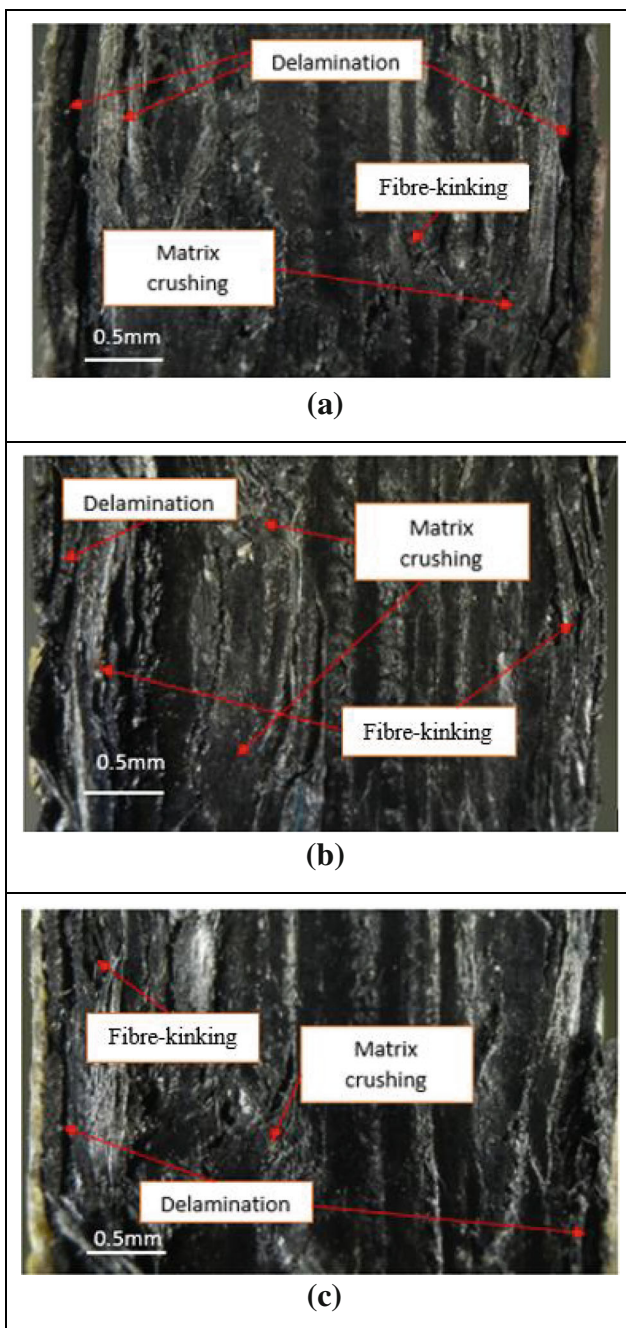 Delamination
Fibre-kinking
Matrix
crushing
0.5mm
(a)
Delamination
Matrix
crushing
Fibre-kinking
0.5mm
(b)
Fibre-kinking
Matrix
crushing
Delamination
0.5mm
(c)